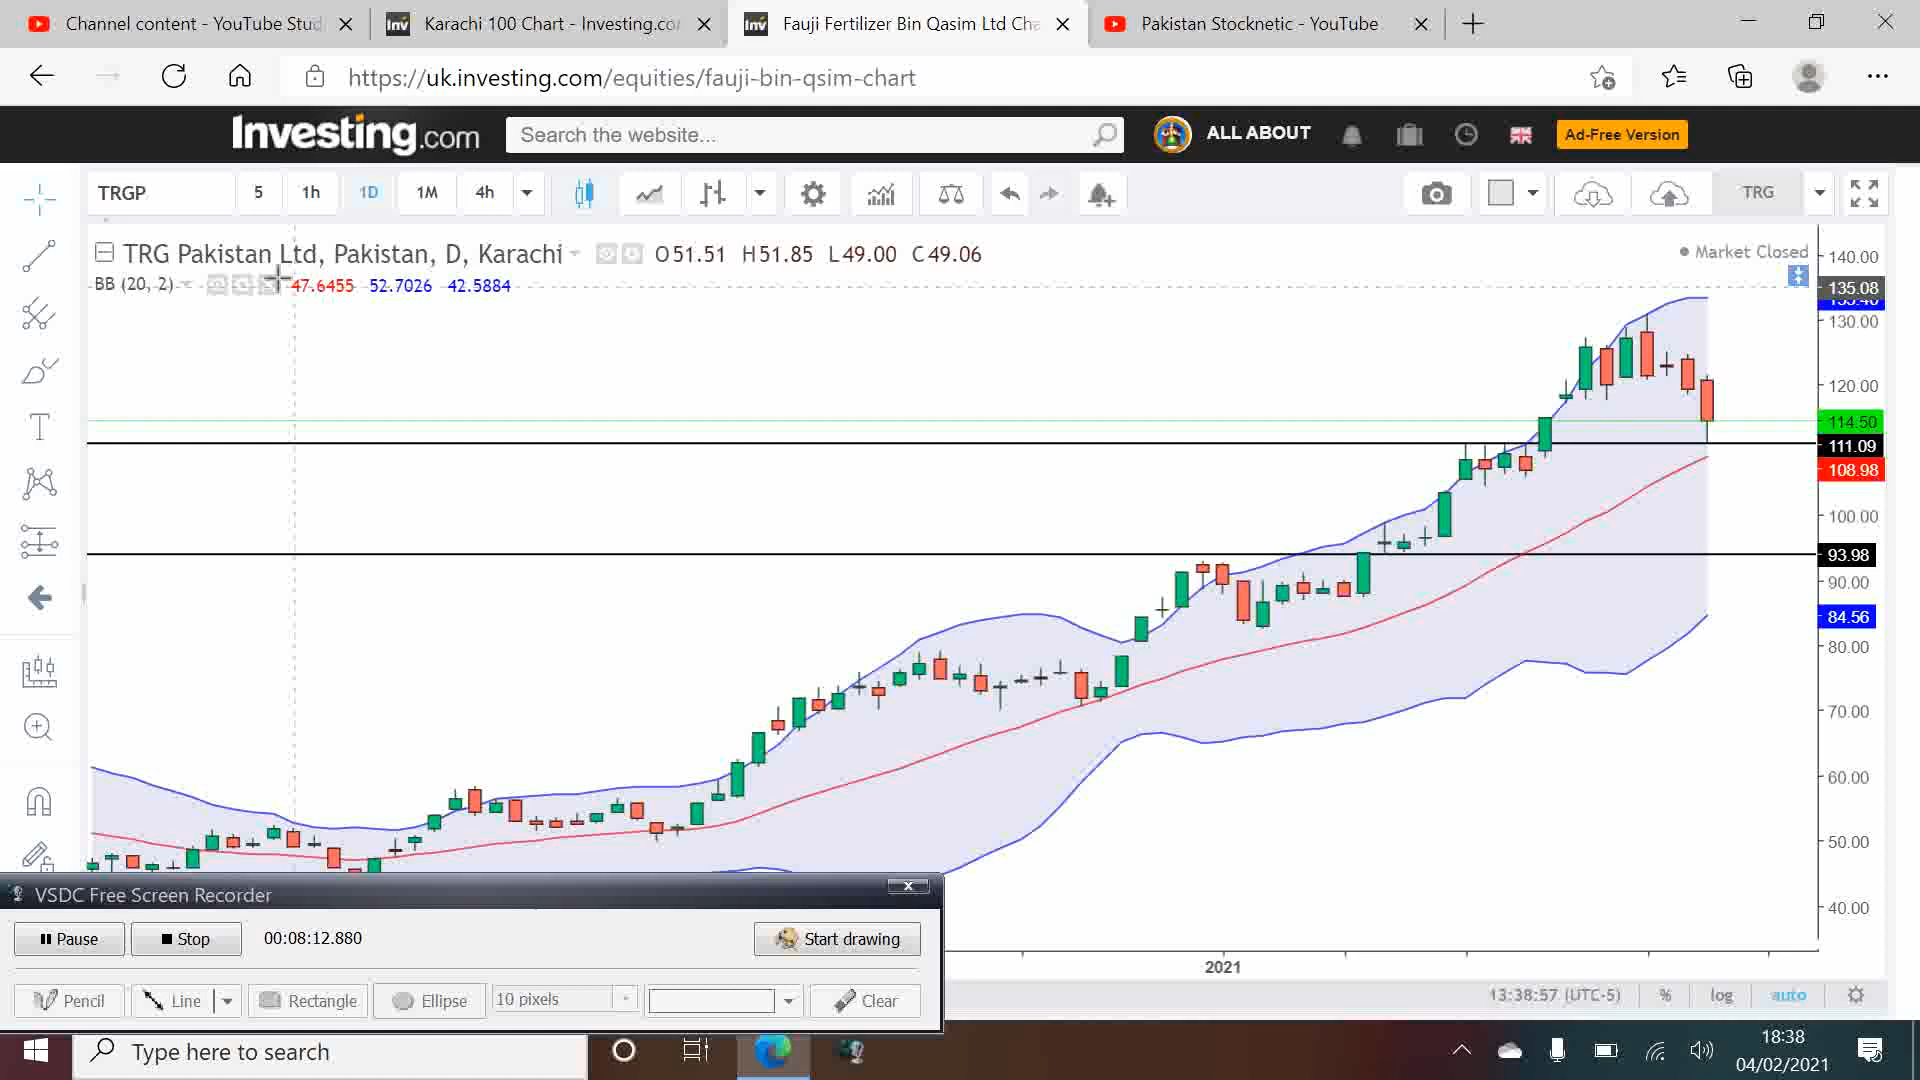 Channel content - YouTube Stud
Karachi 100 Chart - Investing.cor
Fauji Fertilizer Bin Qasim Ltd Cha
Pakistan Stocknetic - YouTube
https://uk.investing.com/equities/fauji-bin-qsim-chart
Investing.com
Search the website...
ALL ABOUT
Ad-Free Version
TRGP
5
1h
1D
1M
4h
TRG
TRG Pakistan Ltd, Pakistan, D, Karachi
O51.51 H51.85 L49.00 C49.06
Market Closed
BB (20, 2)
47.6455 52.7026 42.5884
140.00
135.08
130.00
120.00
114.50
111.09
108.98
100.00
93.98
90.00
84.56
80.00
70.00
60.00
50.00
40.00
2021
13:38:57 (UTC-5)
%
log
auto
VSDC Free Screen Recorder
Pause
Stop
00:08:12.880
Start drawing
Pencil
Line
Rectangle
Ellipse
10 pixels
Clear
Type here to search
18:38
04/02/2021